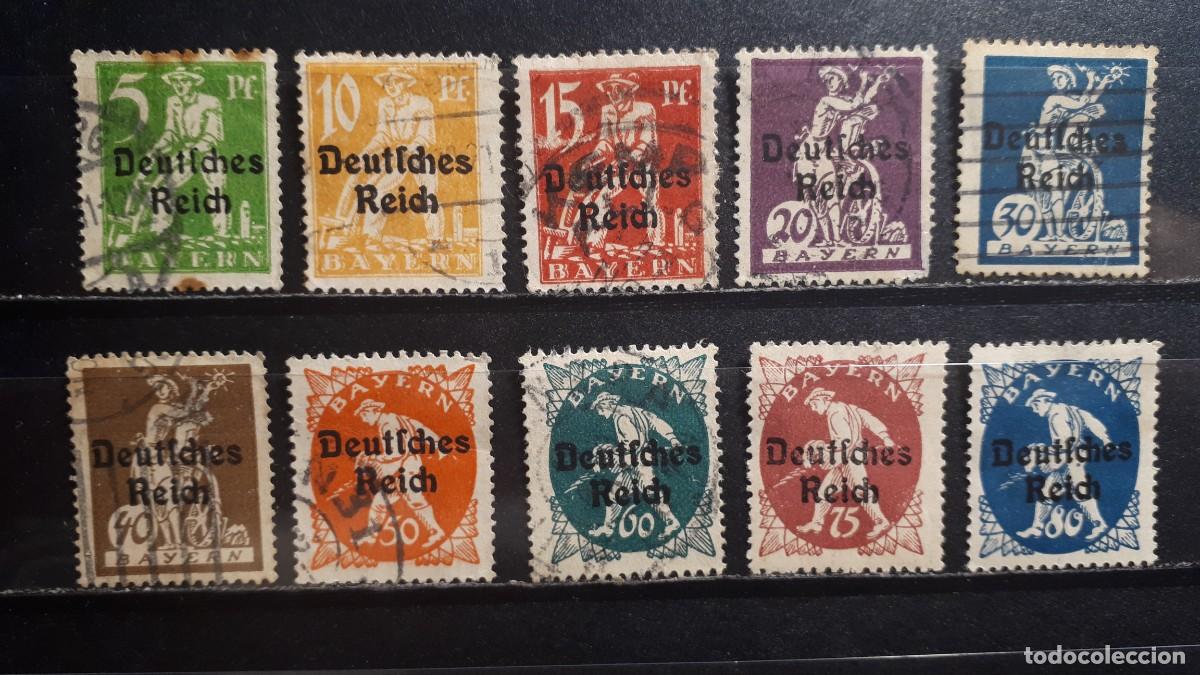 5 Pf.
Deutſches
Reich
BAYERN
10 Pf.
Deutſches
Reich
BAYERN
15 Pf.
Deutſches
Reich
BAYERN
Deutſches
Reich
20
BAYERN
Deutſches
Reich
30
BAYERN
Deutſches
Reich
40
BAYERN
BAYERN
Deutſches
Reich
50
BAYERN
Deutſches
Reich
60
BAYERN
Deutſches
Reich
75
BAYERN
Deutſches
Reich
80
todocoleccion